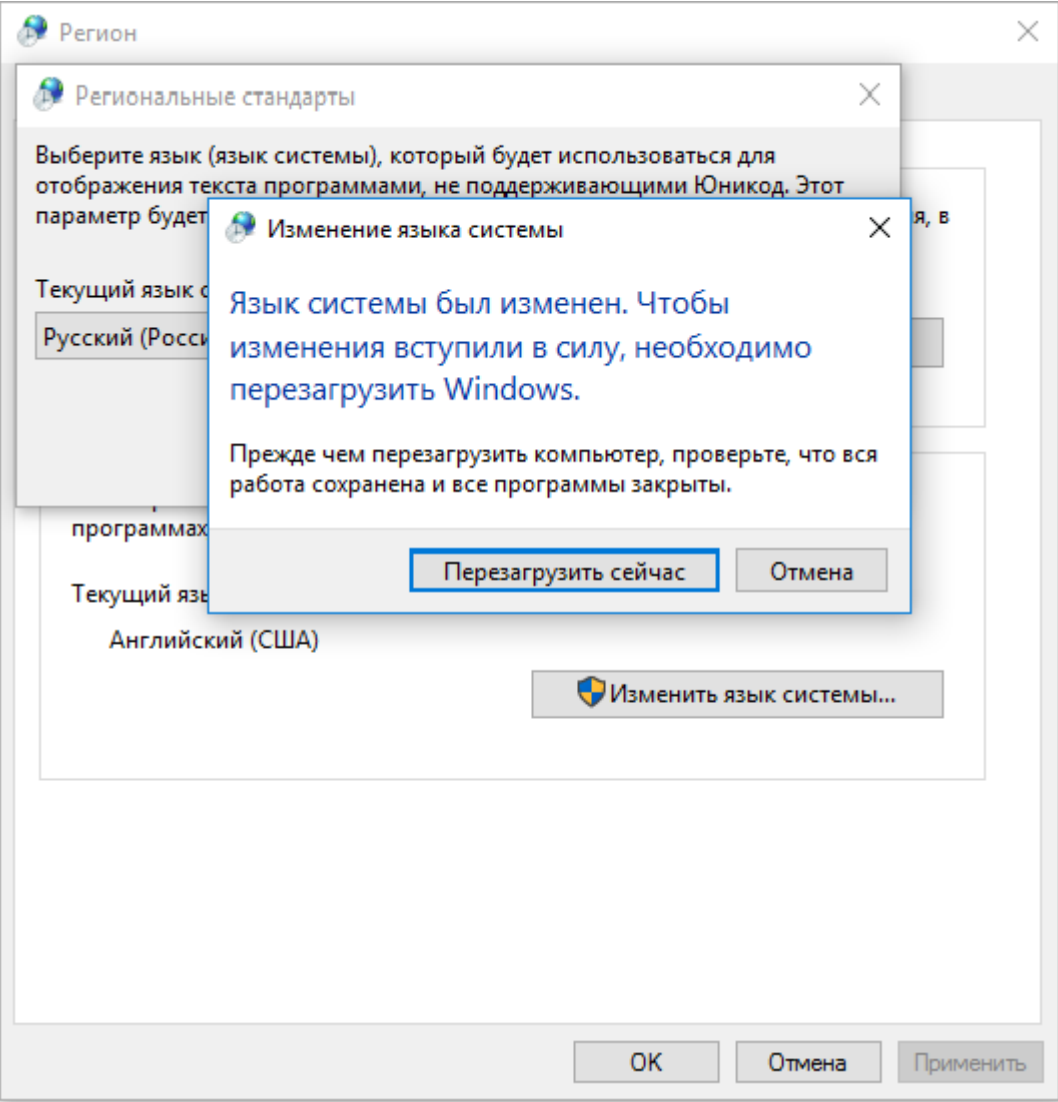 Регион
Региональные стандарты
Выберите язык (язык системы), который будет использоваться для
отображения текста программами, не поддерживающими Юникод. Этот
параметр будет
я, в
Изменение языка системы
Текущий язык
Русский (Росси
Язык системы был изменен. Чтобы
изменения вступили в силу, необходимо
перезагрузить Windows.
Прежде чем перезагрузить компьютер, проверьте, что вся
работа сохранена и все программы закрыты.
Перезагрузить сейчас
Отмена
программах
Текущий язы
Английский (США)
Изменить язык системы...
ОК
Отмена
Применить